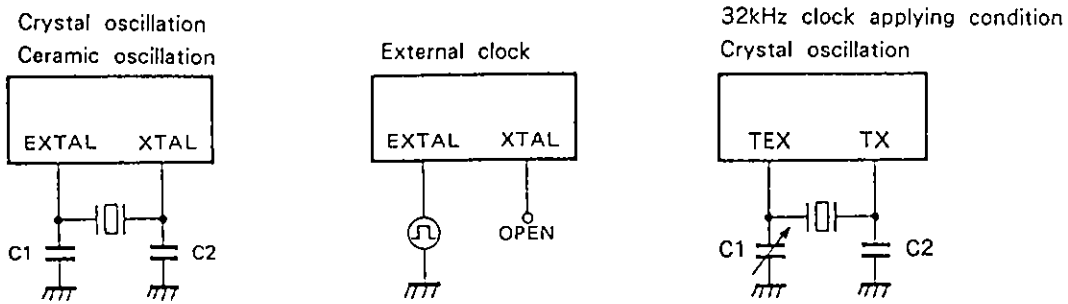 Crystal oscillation
Ceramic oscillation
EXTAL XTAL
C1 C2
External clock
EXTAL XTAL
OPEN
32kHz clock applying condition
Crystal oscillation
TEX TX
C1 C2